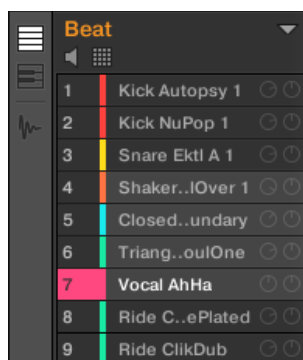 Beat
1 Kick Autopsy 1
2 Kick NuPop 1
3 Snare Ektl A 1
4 Shaker..lOver 1
5 Closed..undary
6 Triang..oulOne
7 Vocal AhHa
8 Ride C..ePlated
9 Ride ClikDub